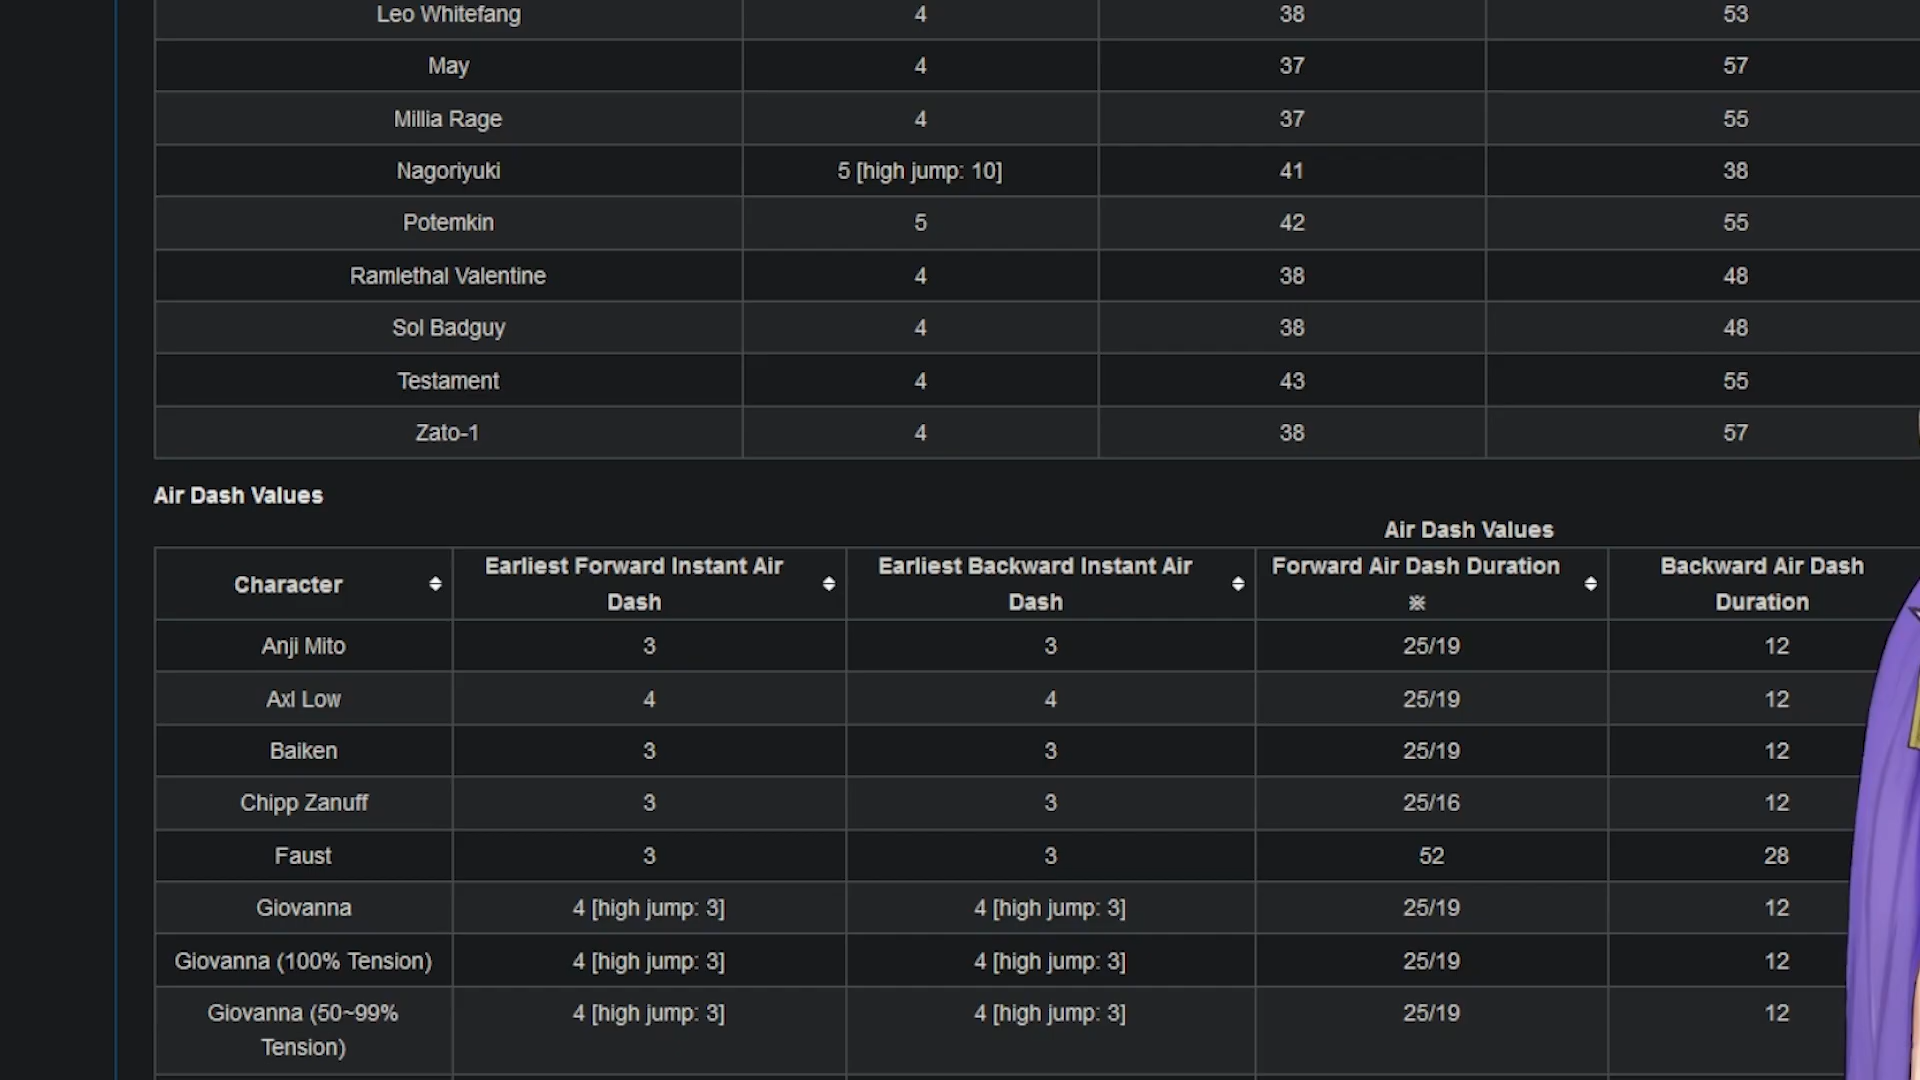 Leo Whitefang 4 38 53
May 4 37 57
Millia Rage 4 37 55
Nagoriyuki 5 [high jump: 10] 41 38
Potemkin 5 42 55
Ramlethal Valentine 4 38 48
Sol Badguy 4 38 48
Testament 4 43 55
Zato-1 4 38 57
Air Dash Values
Air Dash Values
Character Earliest Forward Instant Air Dash Earliest Backward Instant Air Dash Forward Air Dash Duration ※ Backward Air Dash Duration
Anji Mito 3 3 25/19 12
Axl Low 4 4 25/19 12
Baiken 3 3 25/19 12
Chipp Zanuff 3 3 25/16 12
Faust 3 3 52 28
Giovanna 4 [high jump: 3] 4 [high jump: 3] 25/19 12
Giovanna (100% Tension) 4 [high jump: 3] 4 [high jump: 3] 25/19 12
Giovanna (50~99% Tension) 4 [high jump: 3] 4 [high jump: 3] 25/19 12